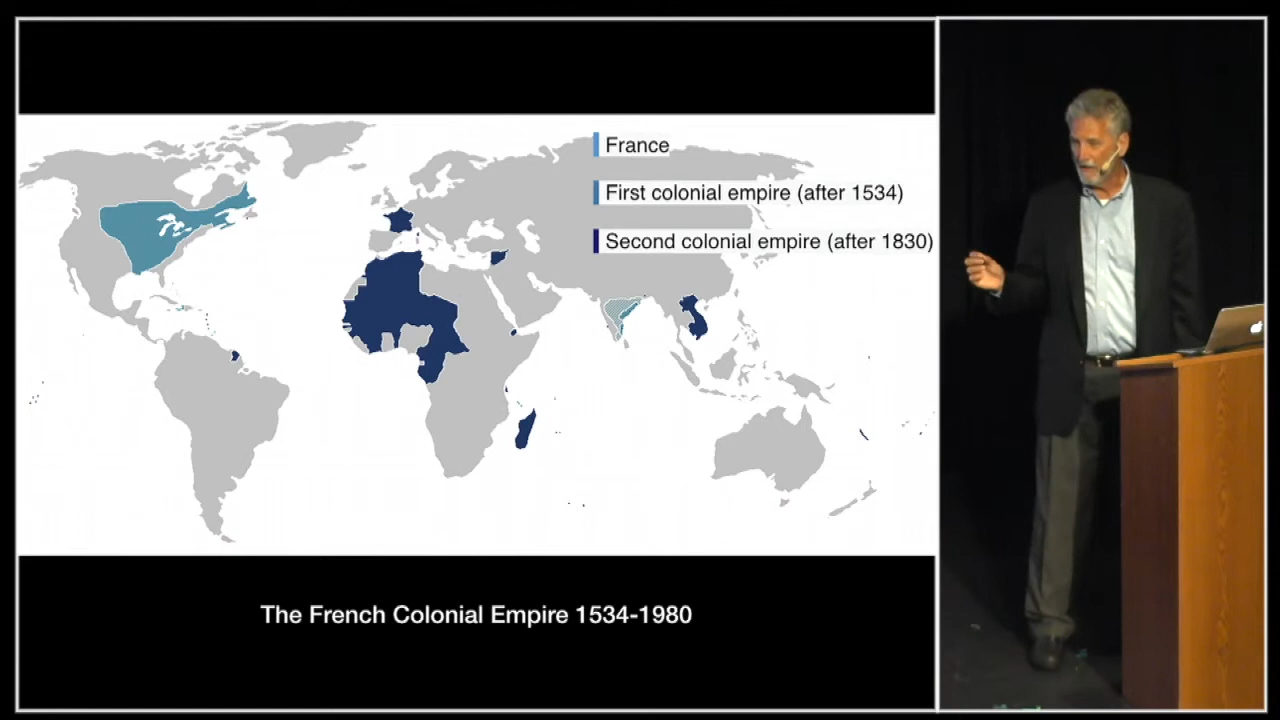 France
First colonial empire (after 1534)
Second colonial empire (after 1830)
The French Colonial Empire 1534-1980